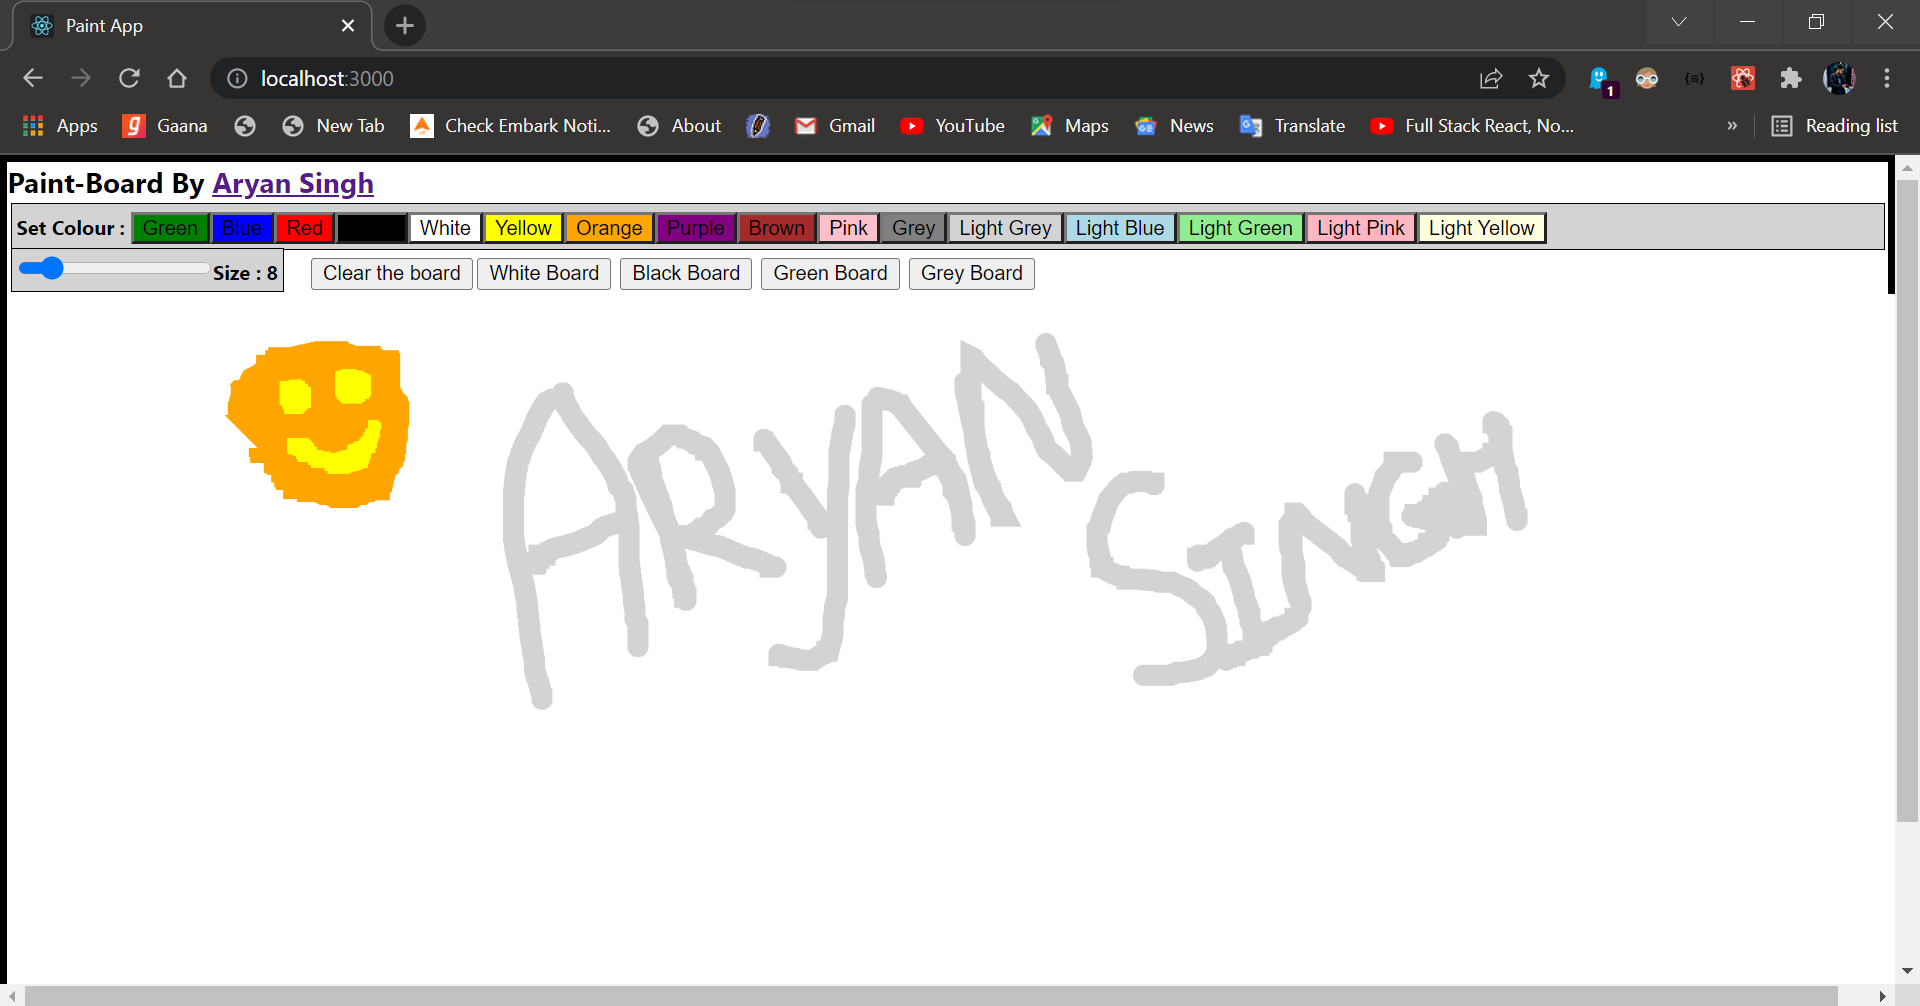 Paint App
localhost:3000
1
Apps Gaana New Tab Check Embark Noti... About Gmail YouTube Maps News Translate Full Stack React, No... » Reading list
Paint-Board By Aryan Singh
Set Colour : Green Blue Red White Yellow Orange Purple Brown Pink Grey Light Grey Light Blue Light Green Light Pink Light Yellow
Size : 8 Clear the board White Board Black Board Green Board Grey Board
ARYAN
SINGH